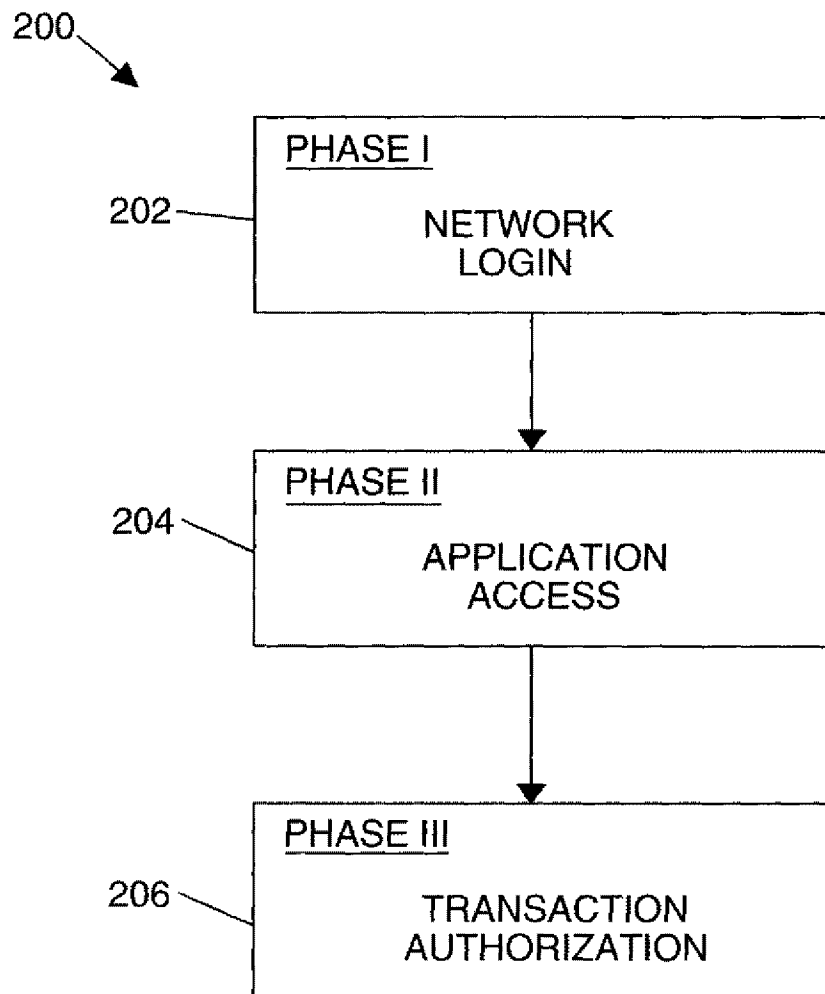 200
PHASE I
202
NETWORK
LOGIN
PHASE II
204
APPLICATION
ACCESS
PHASE III
206
TRANSACTION
AUTHORIZATION